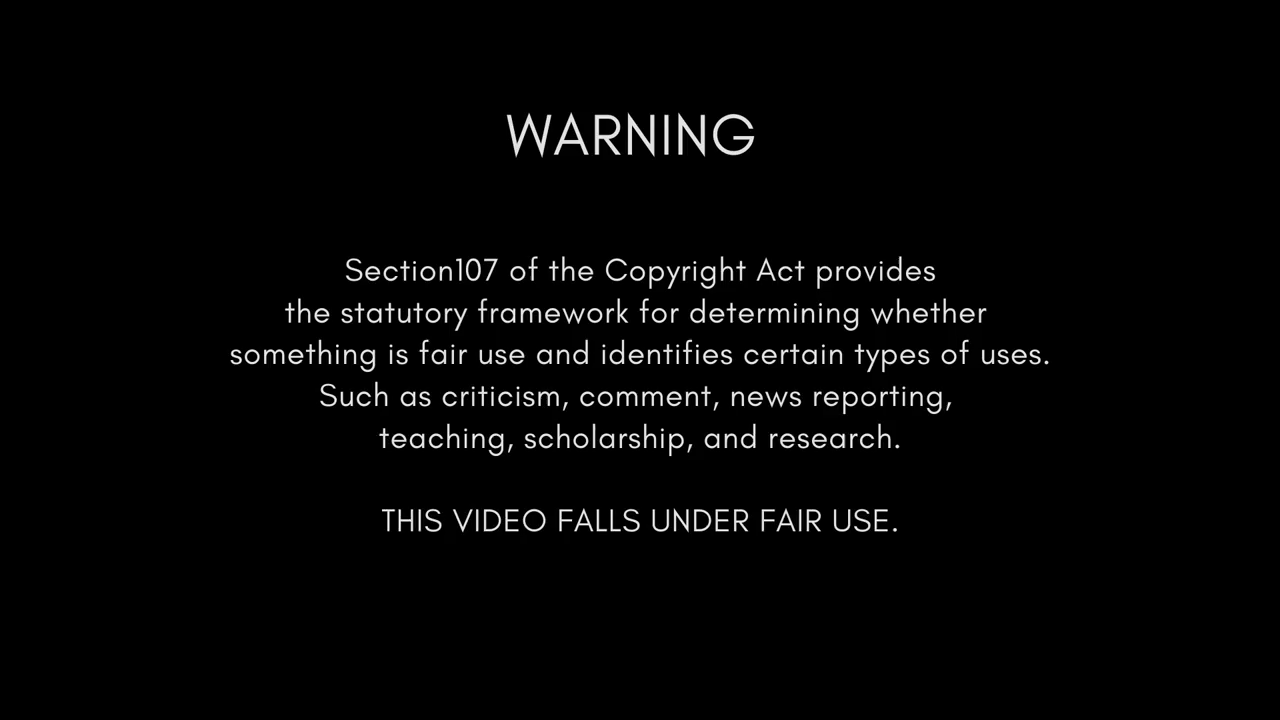 WARNING
Section107 of the Copyright Act provides
the statutory framework for determining whether
something is fair use and identifies certain types of uses.
Such as criticism, comment, news reporting,
teaching, scholarship, and research.
THIS VIDEO FALLS UNDER FAIR USE.